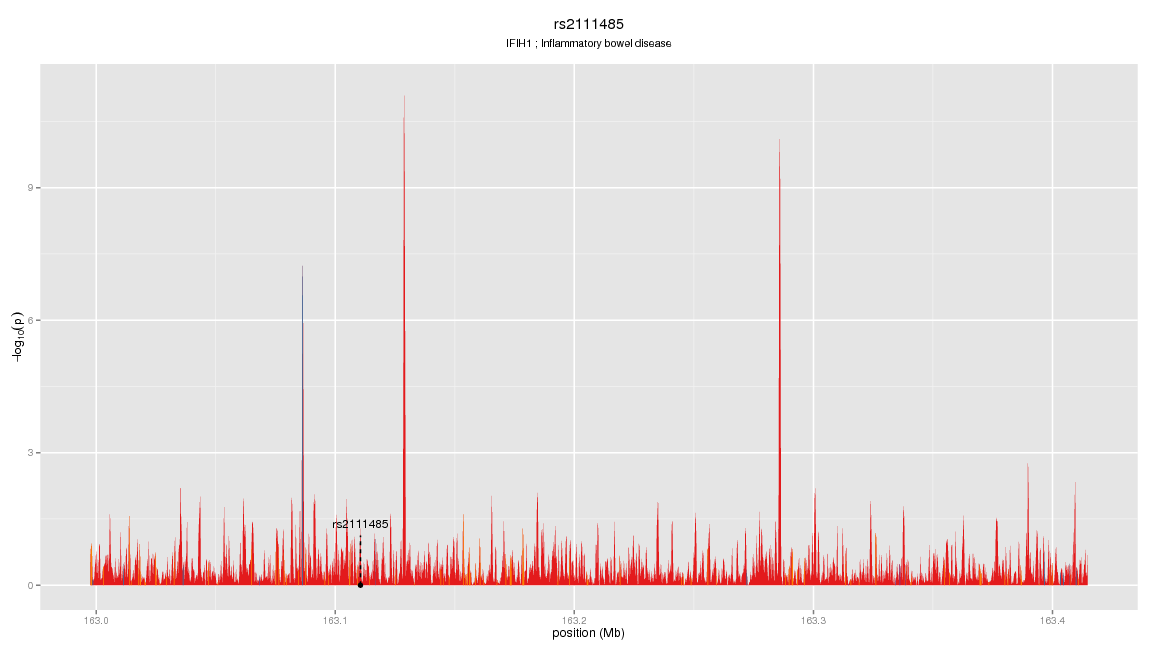 rs2111485
IFIH1 ; Inflammatory bowel disease
9
6
3
0
−log10(p)
rs2111485
163.0
163.1
163.2
163.3
163.4
position (Mb)